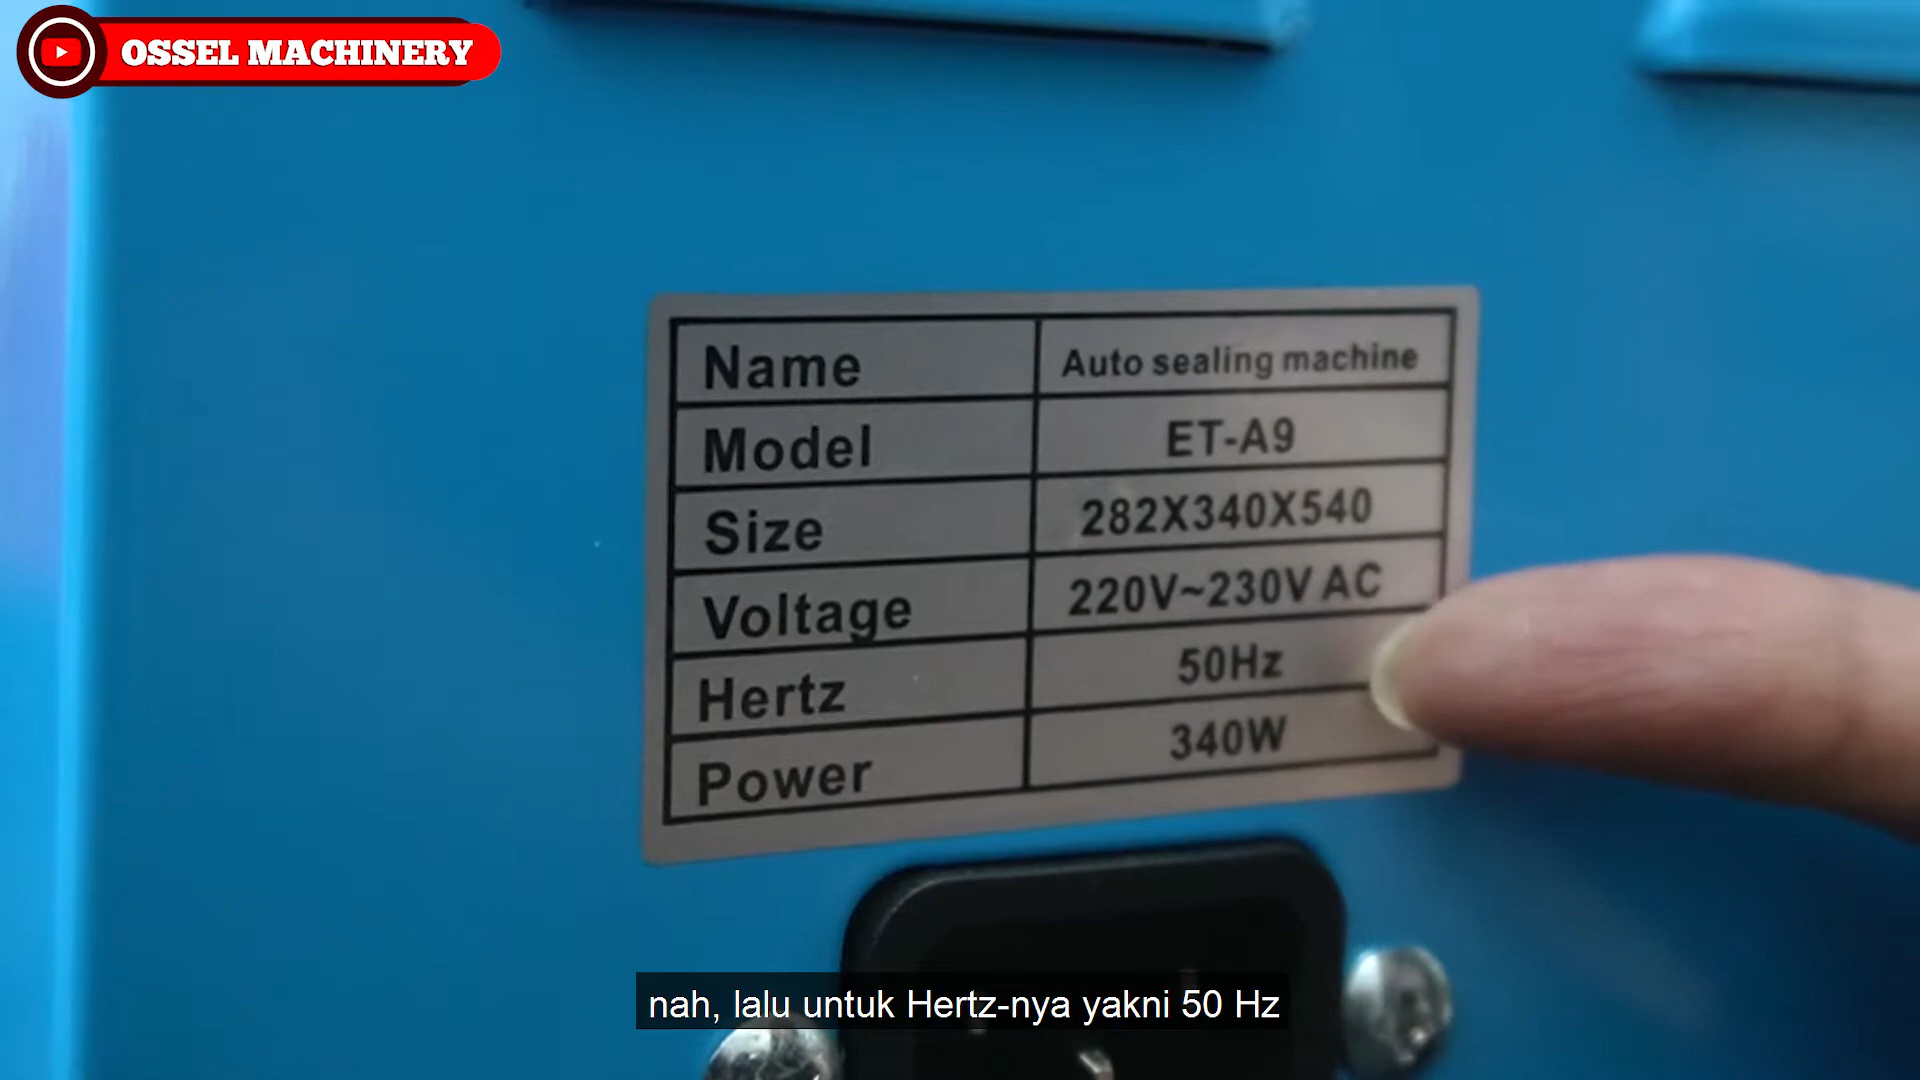 OSSEL MACHINERY
Name Auto sealing machine
Model ET-A9
Size 282X340X540
Voltage 220V~230V AC
Hertz 50Hz
Power 340W
nah, lalu untuk Hertz-nya yakni 50 Hz